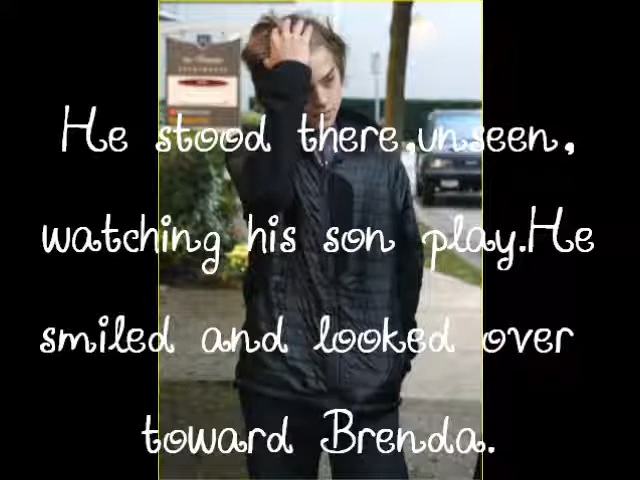 He stood there,unseen,
watching his son play.He
smiled and looked over
toward Brenda.